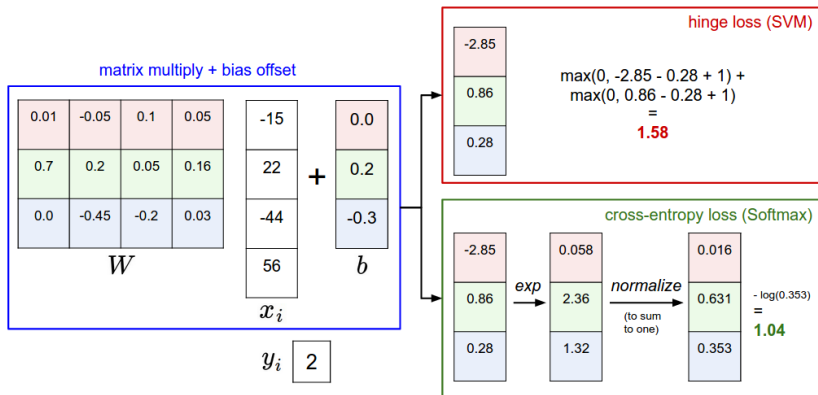 matrix multiply + bias offset
0.01 -0.05 0.1 0.05
0.7 0.2 0.05 0.16
0.0 -0.45 -0.2 0.03
W
-15
22
-44
56
x_i
+
0.0
0.2
-0.3
b
y_i 2
hinge loss (SVM)
-2.85
0.86
0.28
max(0, -2.85 - 0.28 + 1) +
max(0, 0.86 - 0.28 + 1)
=
1.58
cross-entropy loss (Softmax)
-2.85
0.86
0.28
exp
0.058
2.36
1.32
normalize
(to sum
to one)
0.016
0.631
0.353
- log(0.353)
=
1.04